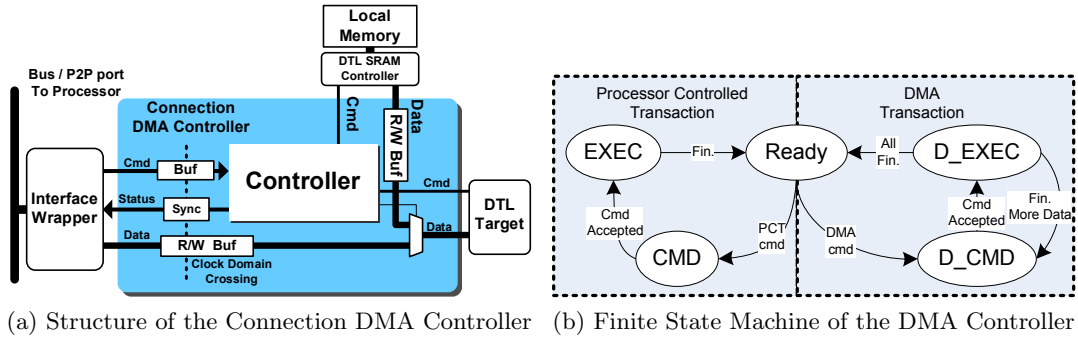 Local
Memory
DTL SRAM
Controller
Bus / P2P port
To Processor
Connection
DMA Controller
Cmd
Data
R/W Buf
Cmd
Buf
Controller
Cmd
Interface
Wrapper
Status
Sync
DTL
Target
Data
R/W Buf
Data
Clock Domain
Crossing
(a) Structure of the Connection DMA Controller
Processor Controlled
Transaction
DMA
Transaction
EXEC
Fin.
Ready
All
Fin.
D_EXEC
Cmd
Accepted
Cmd
Accepted
Fin.
More Data
PCT
cmd
DMA
cmd
CMD
D_CMD
(b) Finite State Machine of the DMA Controller